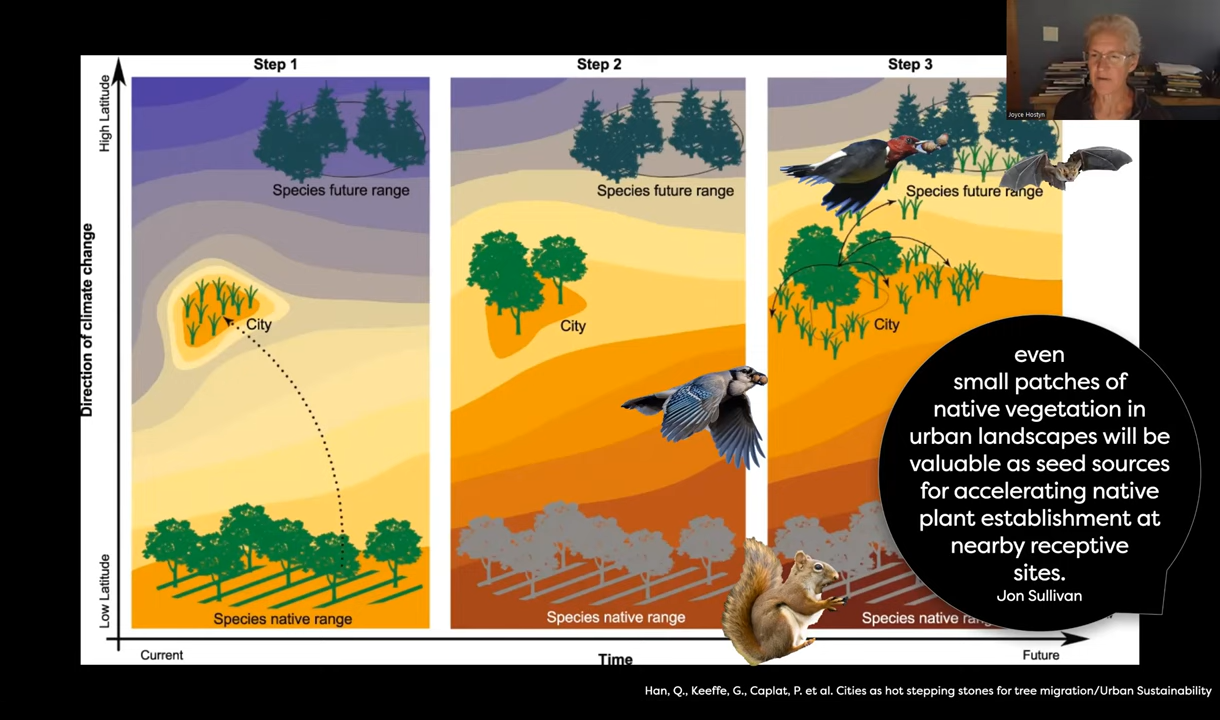 Step 1
Step 2
Step 3
Joyce Hostyn
High Latitude
Direction of climate change
Low Latitude
Species future range
Species future range
Species future range
City
City
City
Species native range
Species native range
Species native
Current
Time
Future
even
small patches of
native vegetation in
urban landscapes will be
valuable as seed sources
for accelerating native
plant establishment at
nearby receptive
sites.
Jon Sullivan
Han, Q., Keeffe, G., Caplat, P. et al. Cities as hot stepping stones for tree migration/Urban Sustainability